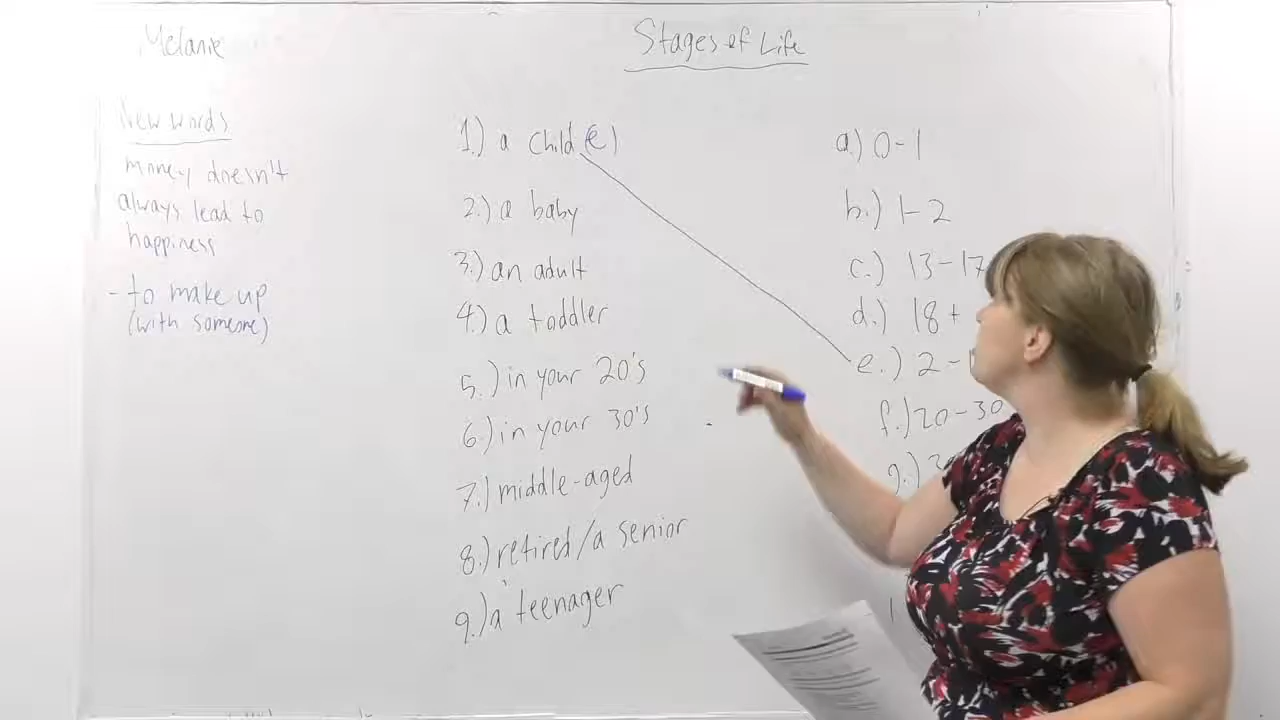 Melanie
Stages of Life
New words
money doesn't
always lead to
happiness
- to make up
(with someone)
1.) a child (e)
2.) a baby
3.) an adult
4.) a toddler
5.) in your 20's
6.) in your 30's
7.) middle-aged
8.) retired/a senior
9.) a teenager
a.) 0-1
b.) 1-2
c.) 13-17
d.) 18+
e.) 2-
f.) 20-30
g.)